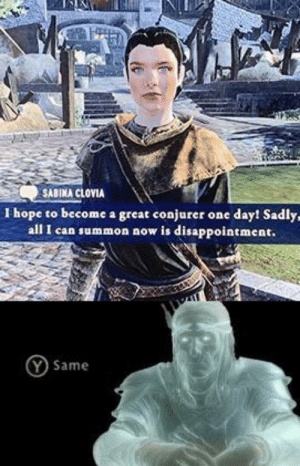 SABINA CLOVIA
I hope to become a great conjurer one day! Sadly,
all I can summon now is disappointment.
Y Same